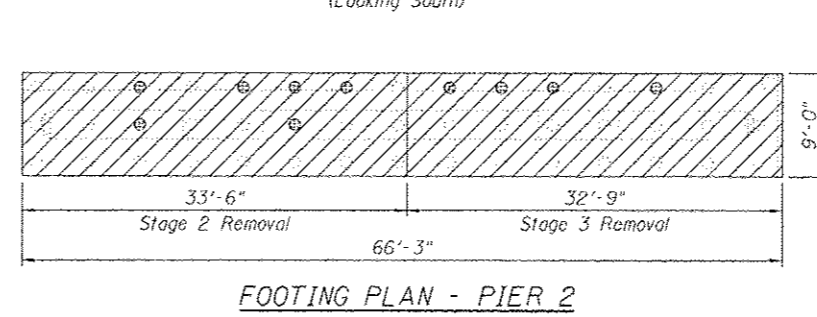 (Looking South)
9'-0"
33'-6"
32'-9"
Stage 2 Removal
Stage 3 Removal
66'-3"
FOOTING PLAN - PIER 2